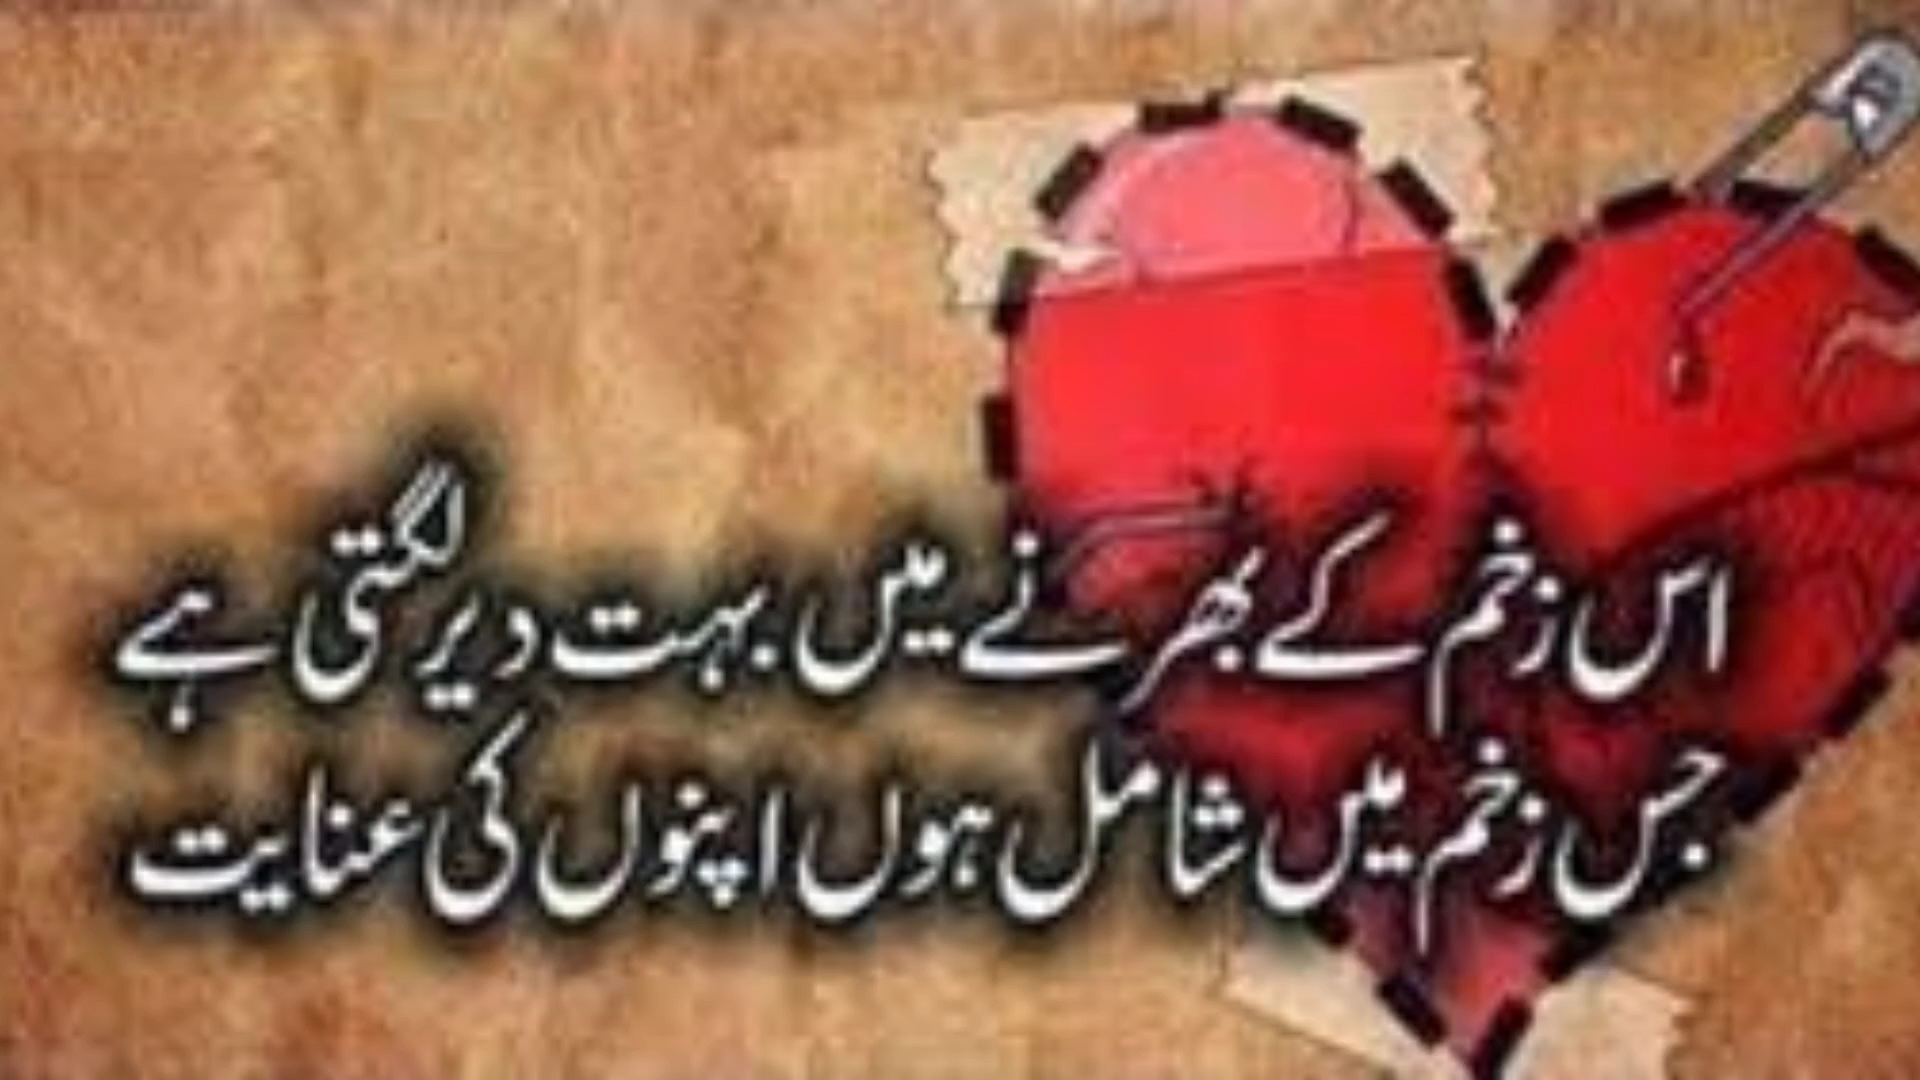 اس زخم کے بھرنے میں بہت دیر لگتی ہے
جس زخم میں شامل ہوں اپنوں کی عنایت